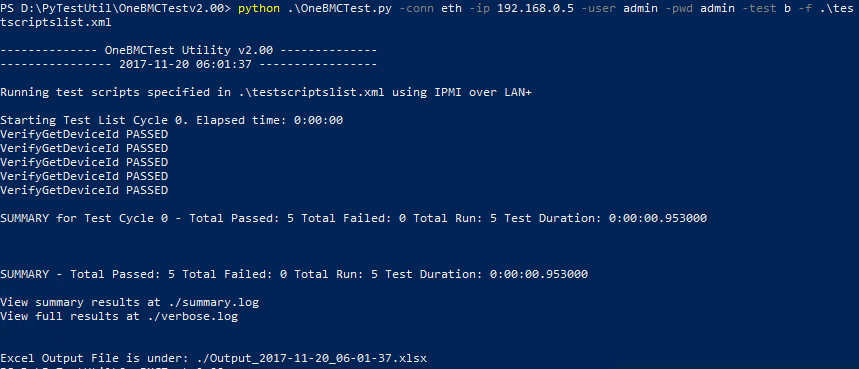 PS D:\PyTestUtil\OneBMCTestv2.00> python .\OneBMCTest.py -conn eth -ip 192.168.0.5 -user admin -pwd admin -test b -f .\tes
tscriptslist.xml
-------------- OneBMCTest Utility v2.00 --------------
---------------- 2017-11-20 06:01:37 -----------------
Running test scripts specified in .\testscriptslist.xml using IPMI over LAN+
Starting Test List Cycle 0. Elapsed time: 0:00:00
VerifyGetDeviceId PASSED
VerifyGetDeviceId PASSED
VerifyGetDeviceId PASSED
VerifyGetDeviceId PASSED
VerifyGetDeviceId PASSED
SUMMARY for Test Cycle 0 - Total Passed: 5 Total Failed: 0 Total Run: 5 Test Duration: 0:00:00.953000
SUMMARY - Total Passed: 5 Total Failed: 0 Total Run: 5 Test Duration: 0:00:00.953000
View summary results at ./summary.log
View full results at ./verbose.log
Excel Output File is under: ./Output_2017-11-20_06-01-37.xlsx